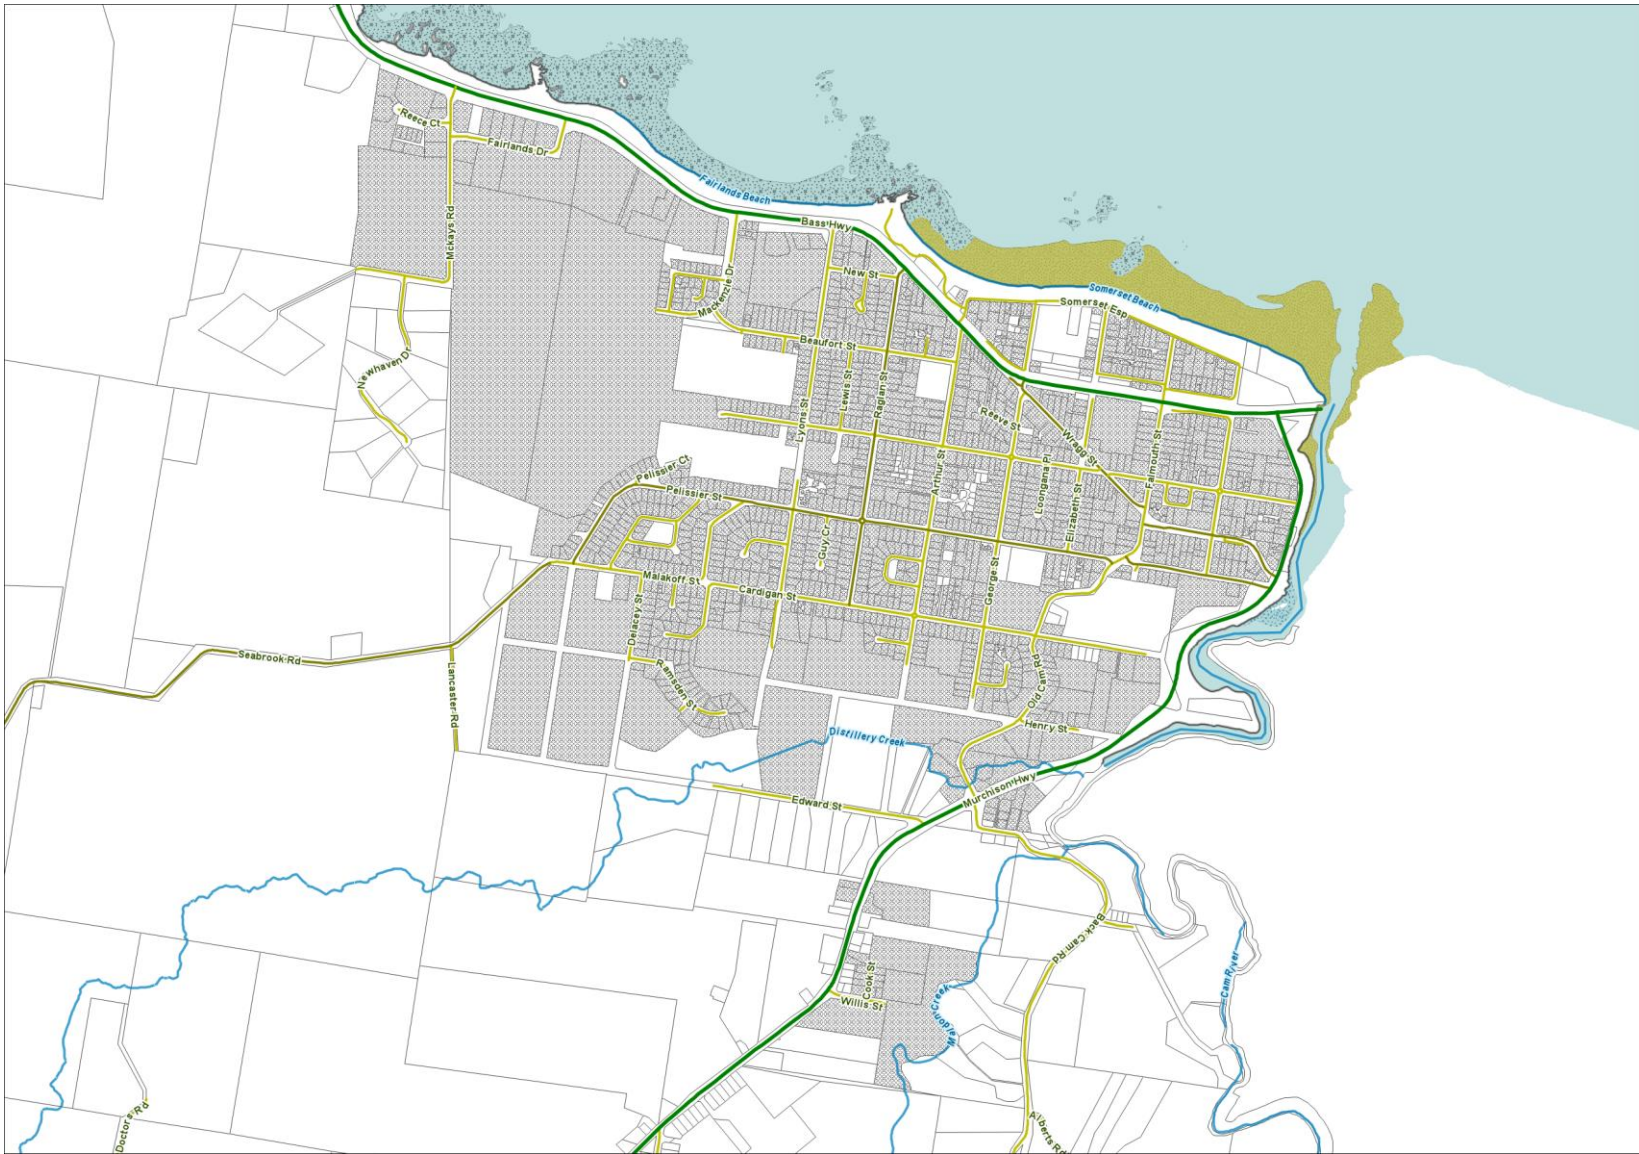 Reece Ct
Fairlands Dr
Mckays Rd
Fairlands Beach
Bass Hwy
New St
Mackenzie Dr
Somerset Beach
Somerset Esp
Newhaven Dr
Beaufort St
Lewis St
Raglan St
Lyons St
Reeve St
Wragg St
Falmouth St
Arthur St
Loongana Pl
Elizabeth St
Pelissier Ct
Pelissier St
Guy Cr
George St
Malakoff St
Cardigan St
Delacey St
Seabrook Rd
Lancaster Rd
Ramsden St
Old Cam Rd
Henry St
Distillery Creek
Murchison Hwy
Edward St
Back Cam Rd
Cam River
Cook St
Willis St
Maldon Creek
Doctors Rd
Alberts Rd